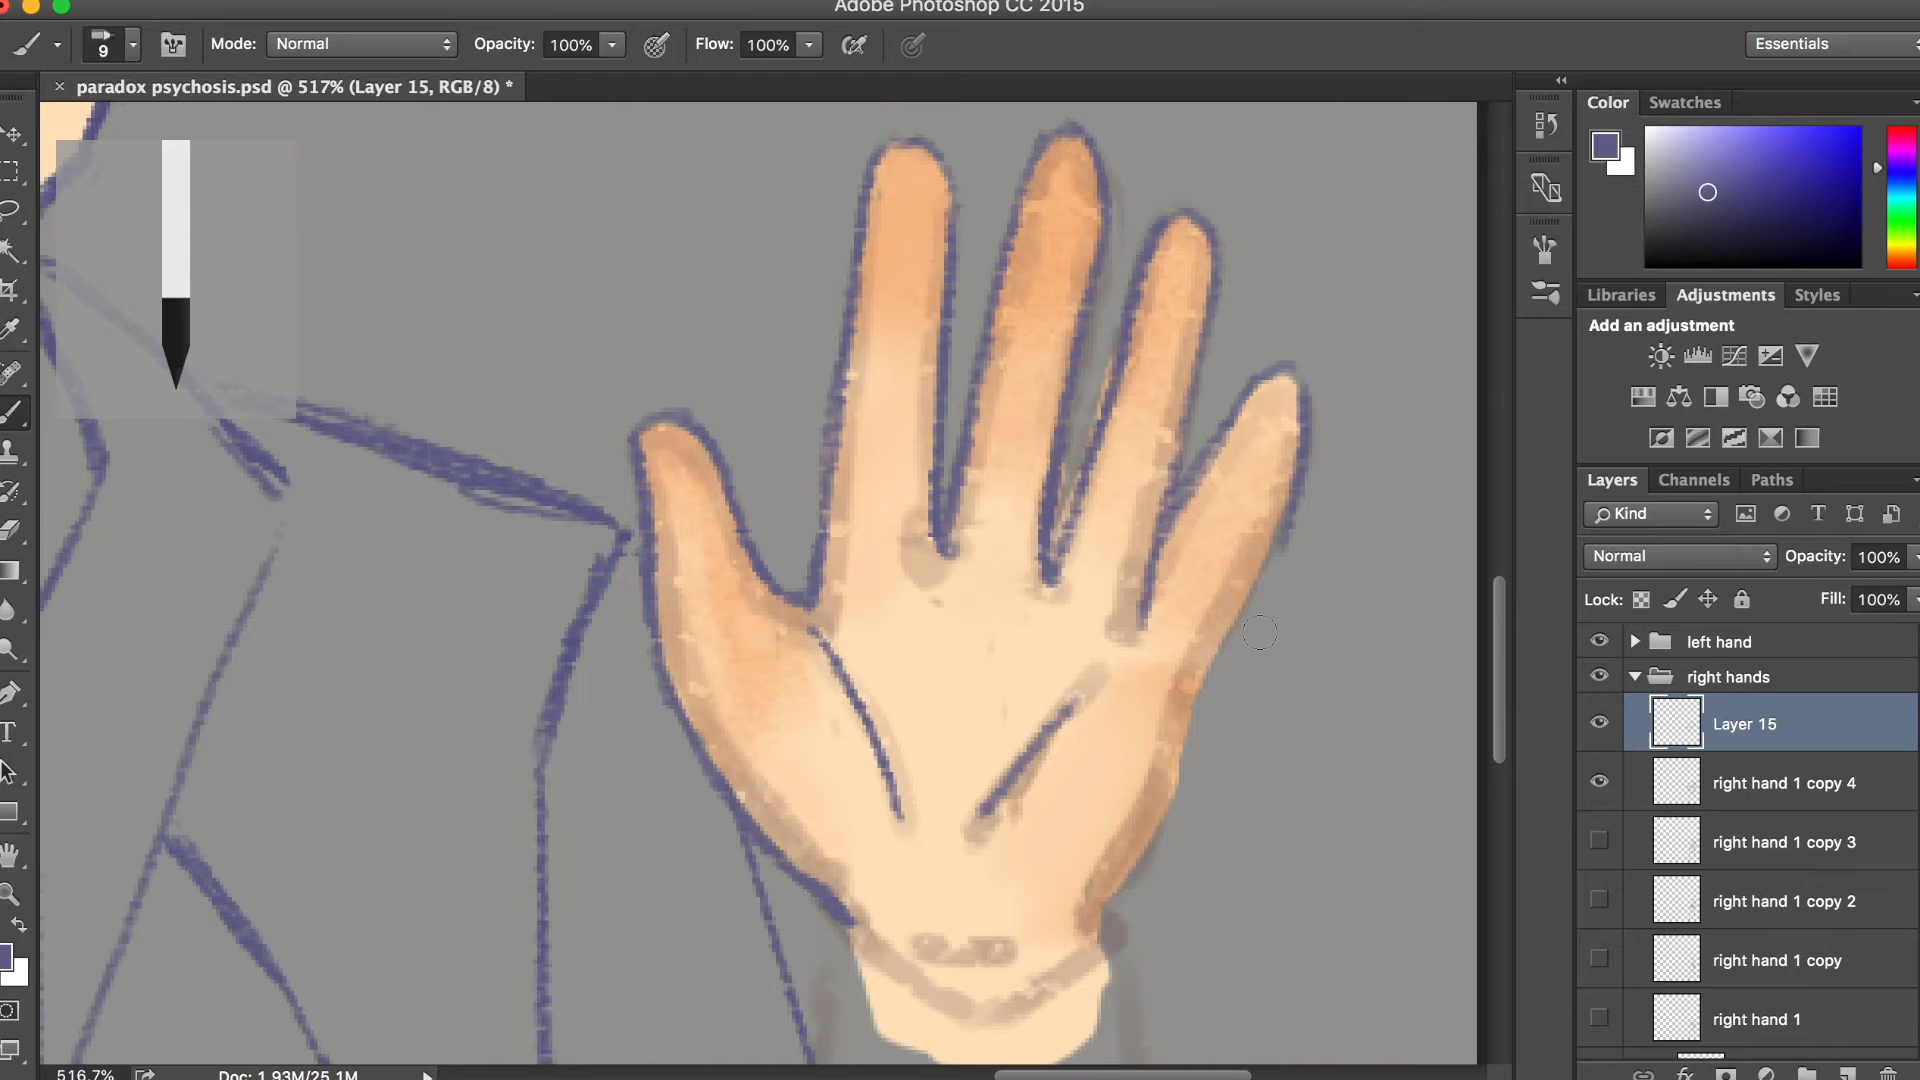 Adobe Photoshop CC 2015
9
Mode: Normal Opacity: 100% Flow: 100% Essentials
× paradox psychosis.psd @ 517% (Layer 15, RGB/8) *
Color Swatches
Libraries Adjustments Styles
Add an adjustment
Layers Channels Paths
Kind
Normal Opacity: 100%
Lock: Fill: 100%
left hand
right hands
Layer 15
right hand 1 copy 4
right hand 1 copy 3
right hand 1 copy 2
right hand 1 copy
right hand 1
516.7% Doc: 1.93M/25.1M